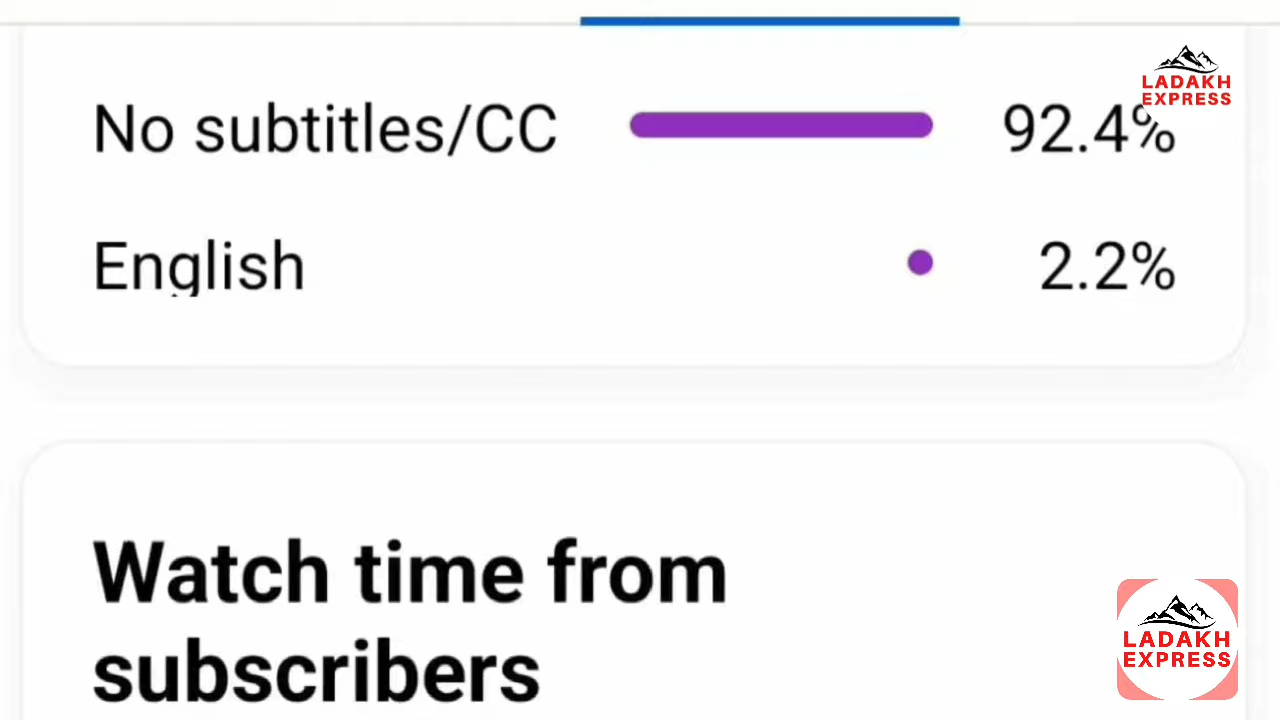 LADAKH
EXPRESS
No subtitles/CC 92.4%
English 2.2%
Watch time from
subscribers
LADAKH
EXPRESS